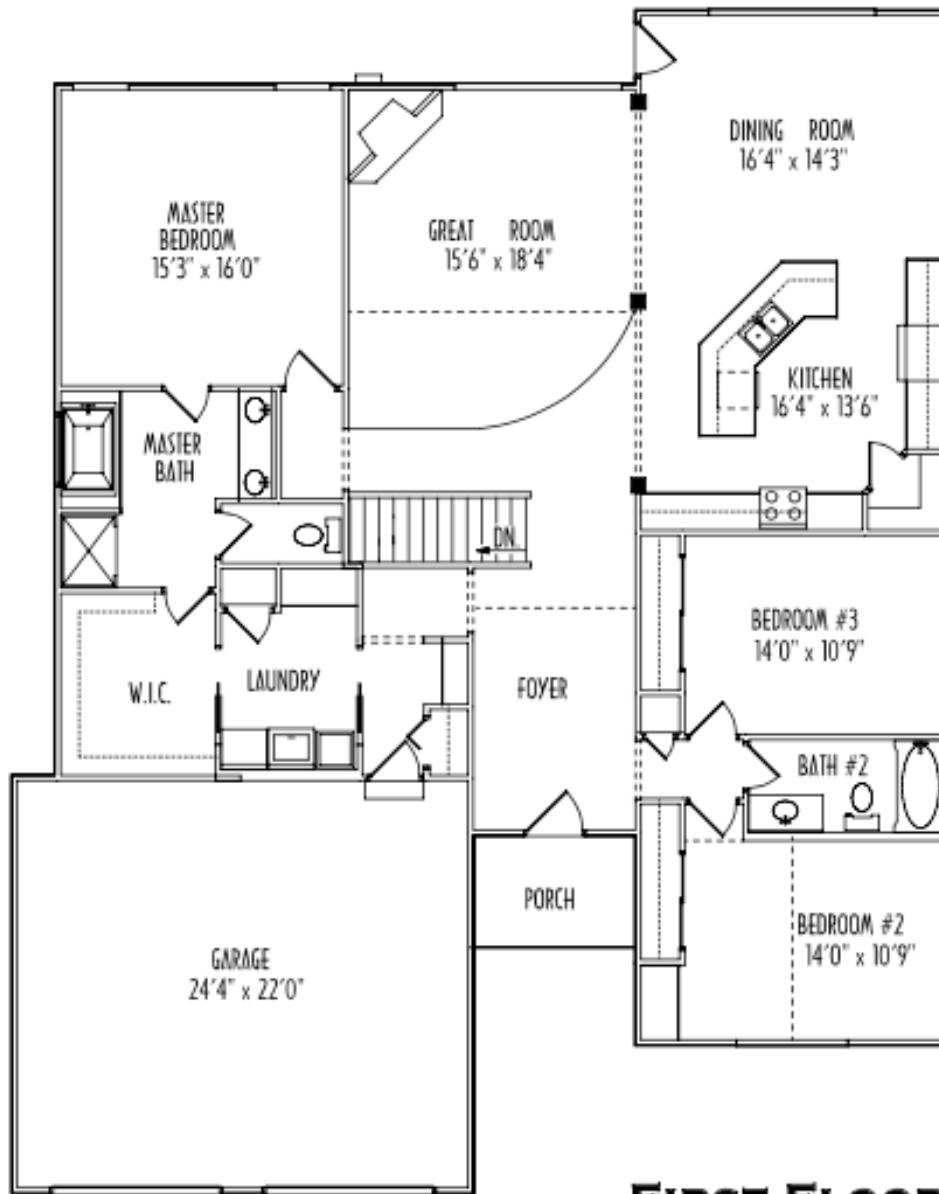 DINING ROOM
16'4" x 14'3"
MASTER
BEDROOM
15'3" x 16'0"
GREAT ROOM
15'6" x 18'4"
KITCHEN
16'4" x 13'6"
MASTER
BATH
DN.
BEDROOM #3
14'0" x 10'9"
W.I.C.
LAUNDRY
FOYER
BATH #2
PORCH
BEDROOM #2
14'0" x 10'9"
GARAGE
24'4" x 22'0"
FIRST FLOOR